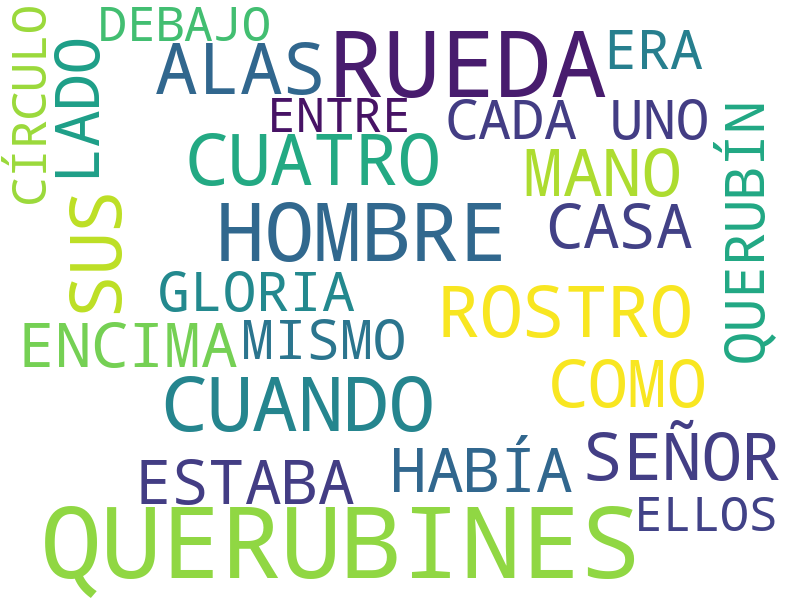 DEBAJO
CÍRCULO
LADO
ALAS
RUEDA
ERA
ENTRE
CADA UNO
CUATRO
MANO
QUERUBÍN
SUS
HOMBRE
CASA
GLORIA
ROSTRO
ENCIMA
MISMO
COMO
CUANDO
SEÑOR
ESTABA
HABÍA
ELLOS
QUERUBINES